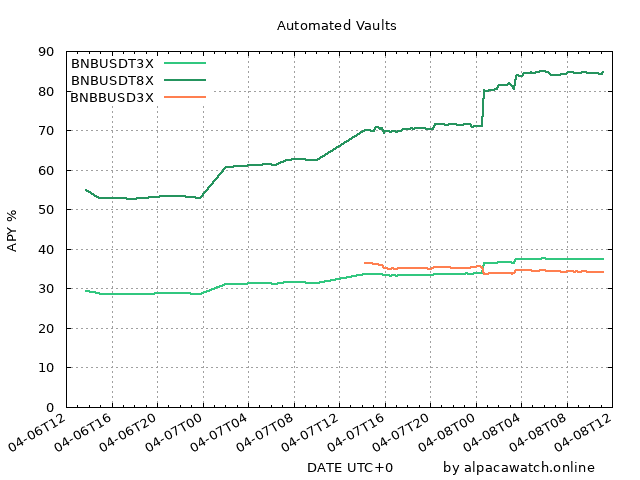 Automated Vaults
BNBUSDT3X
BNBUSDT8X
BNBBUSD3X
90
80
70
60
50
40
30
20
10
0
APY %
04-06T12
04-06T16
04-06T20
04-07T00
04-07T04
04-07T08
04-07T12
04-07T16
04-07T20
04-08T00
04-08T04
04-08T08
04-08T12
DATE UTC+0
by alpacawatch.online